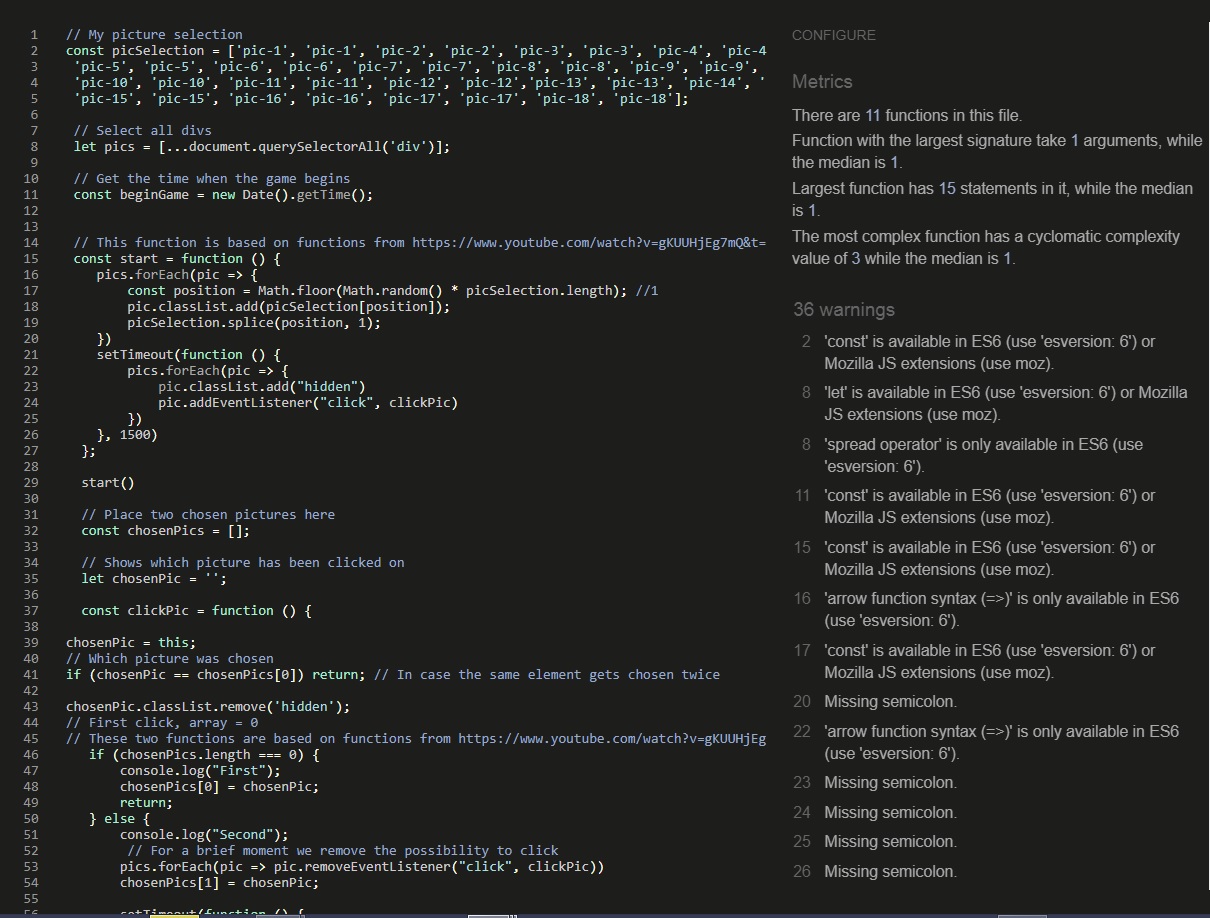 1 // My picture selection
2 const picSelection = ['pic-1', 'pic-1', 'pic-2', 'pic-2', 'pic-3', 'pic-3', 'pic-4', 'pic-4
3 'pic-5', 'pic-5', 'pic-6', 'pic-6', 'pic-7', 'pic-7', 'pic-8', 'pic-8', 'pic-9', 'pic-9',
4 'pic-10', 'pic-10', 'pic-11', 'pic-11', 'pic-12', 'pic-12','pic-13', 'pic-13', 'pic-14', '
5 'pic-15', 'pic-15', 'pic-16', 'pic-16', 'pic-17', 'pic-17', 'pic-18', 'pic-18'];
6
7 // Select all divs
8 let pics = [...document.querySelectorAll('div')];
9
10 // Get the time when the game begins
11 const beginGame = new Date().getTime();
12
13
14 // This function is based on functions from https://www.youtube.com/watch?v=gKUUHjEg7mQ&t=
15 const start = function () {
16 pics.forEach(pic => {
17 const position = Math.floor(Math.random() * picSelection.length); //1
18 pic.classList.add(picSelection[position]);
19 picSelection.splice(position, 1);
20 })
21 setTimeout(function () {
22 pics.forEach(pic => {
23 pic.classList.add("hidden")
24 pic.addEventListener("click", clickPic)
25 })
26 }, 1500)
27 };
28
29 start()
30
31 // Place two chosen pictures here
32 const chosenPics = [];
33
34 // Shows which picture has been clicked on
35 let chosenPic = '';
36
37 const clickPic = function () {
38
39 chosenPic = this;
40 // Which picture was chosen
41 if (chosenPic == chosenPics[0]) return; // In case the same element gets chosen twice
42
43 chosenPic.classList.remove('hidden');
44 // First click, array = 0
45 // These two functions are based on functions from https://www.youtube.com/watch?v=gKUUHjEg
46 if (chosenPics.length === 0) {
47 console.log("First");
48 chosenPics[0] = chosenPic;
49 return;
50 } else {
51 console.log("Second");
52 // For a brief moment we remove the possibility to click
53 pics.forEach(pic => pic.removeEventListener("click", clickPic))
54 chosenPics[1] = chosenPic;
55
56 setTimeout(function () {
CONFIGURE
Metrics
There are 11 functions in this file.
Function with the largest signature take 1 arguments, while
the median is 1.
Largest function has 15 statements in it, while the median
is 1.
The most complex function has a cyclomatic complexity
value of 3 while the median is 1.
36 warnings
2 'const' is available in ES6 (use 'esversion: 6') or
Mozilla JS extensions (use moz).
8 'let' is available in ES6 (use 'esversion: 6') or Mozilla
JS extensions (use moz).
8 'spread operator' is only available in ES6 (use
'esversion: 6').
11 'const' is available in ES6 (use 'esversion: 6') or
Mozilla JS extensions (use moz).
15 'const' is available in ES6 (use 'esversion: 6') or
Mozilla JS extensions (use moz).
16 'arrow function syntax (=>)' is only available in ES6
(use 'esversion: 6').
17 'const' is available in ES6 (use 'esversion: 6') or
Mozilla JS extensions (use moz).
20 Missing semicolon.
22 'arrow function syntax (=>)' is only available in ES6
(use 'esversion: 6').
23 Missing semicolon.
24 Missing semicolon.
25 Missing semicolon.
26 Missing semicolon.